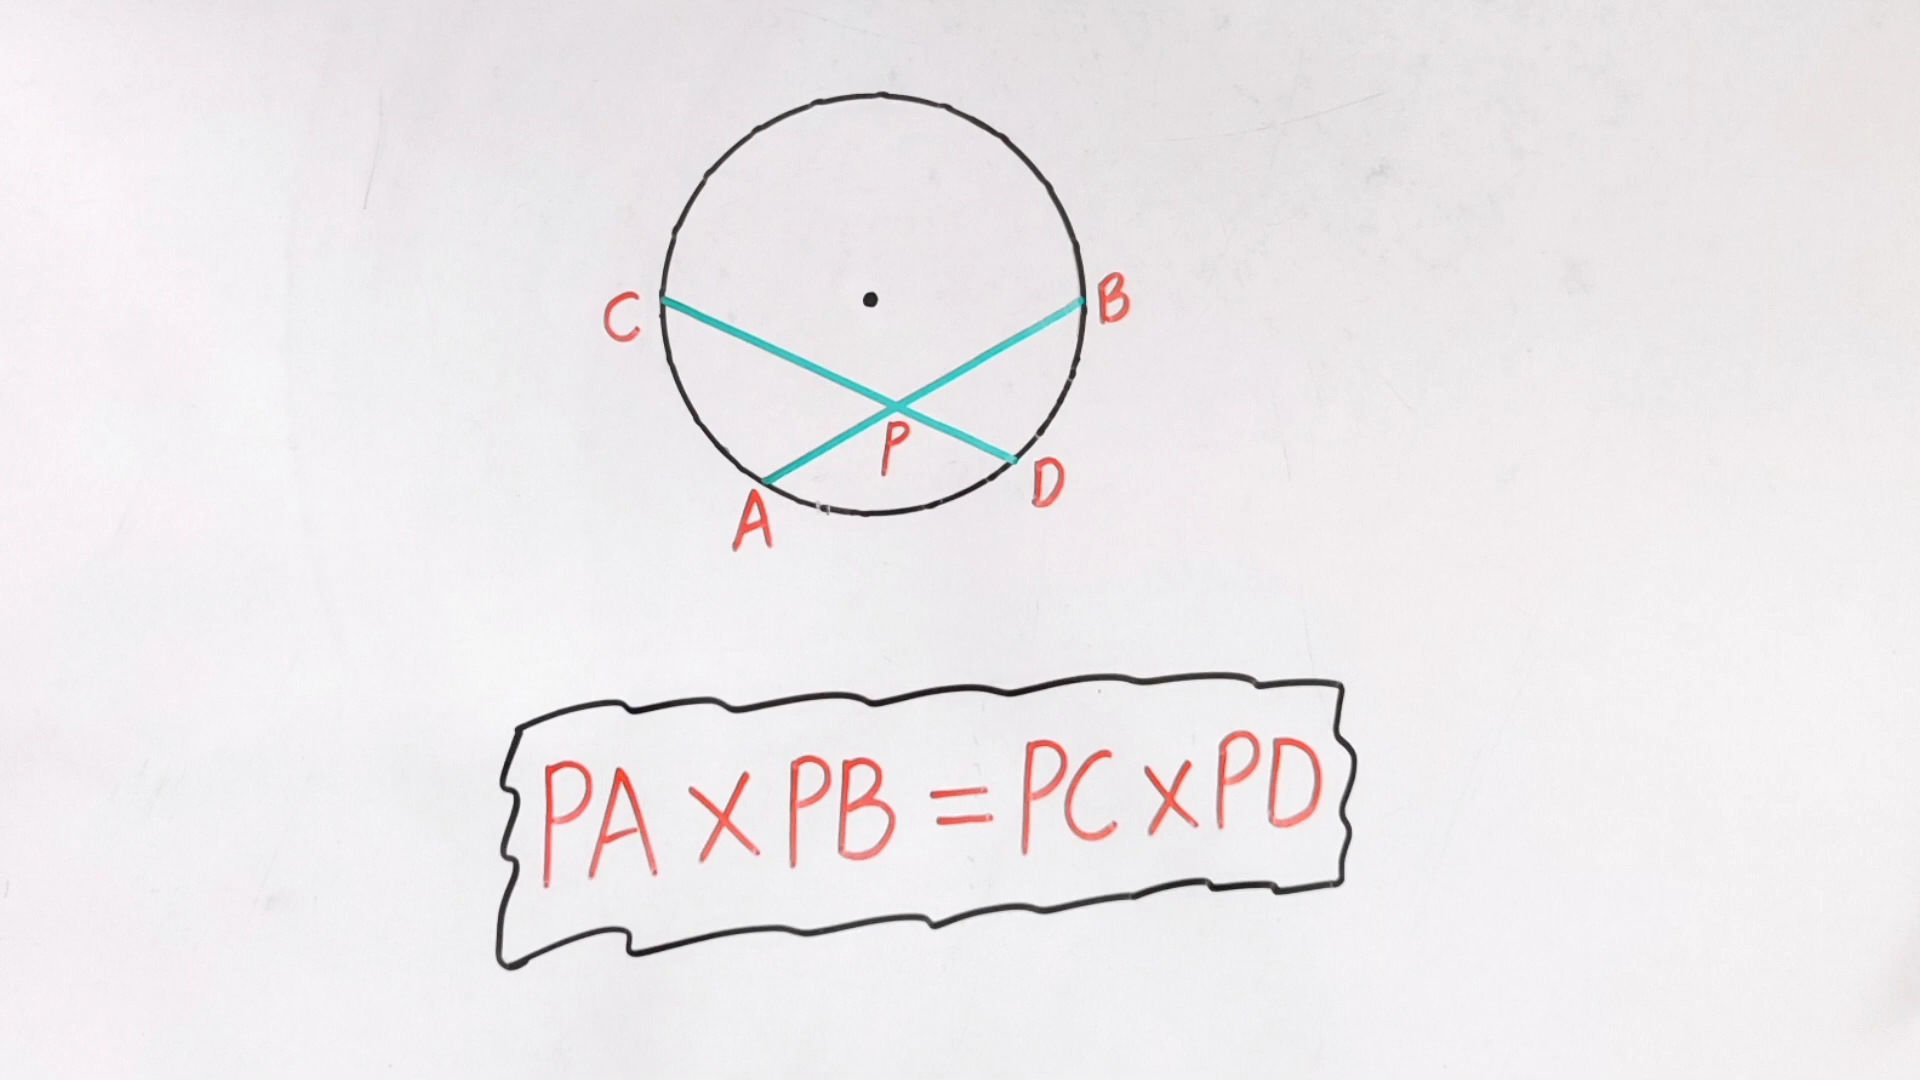 C
B
P
D
A
PA X PB = PC X PD